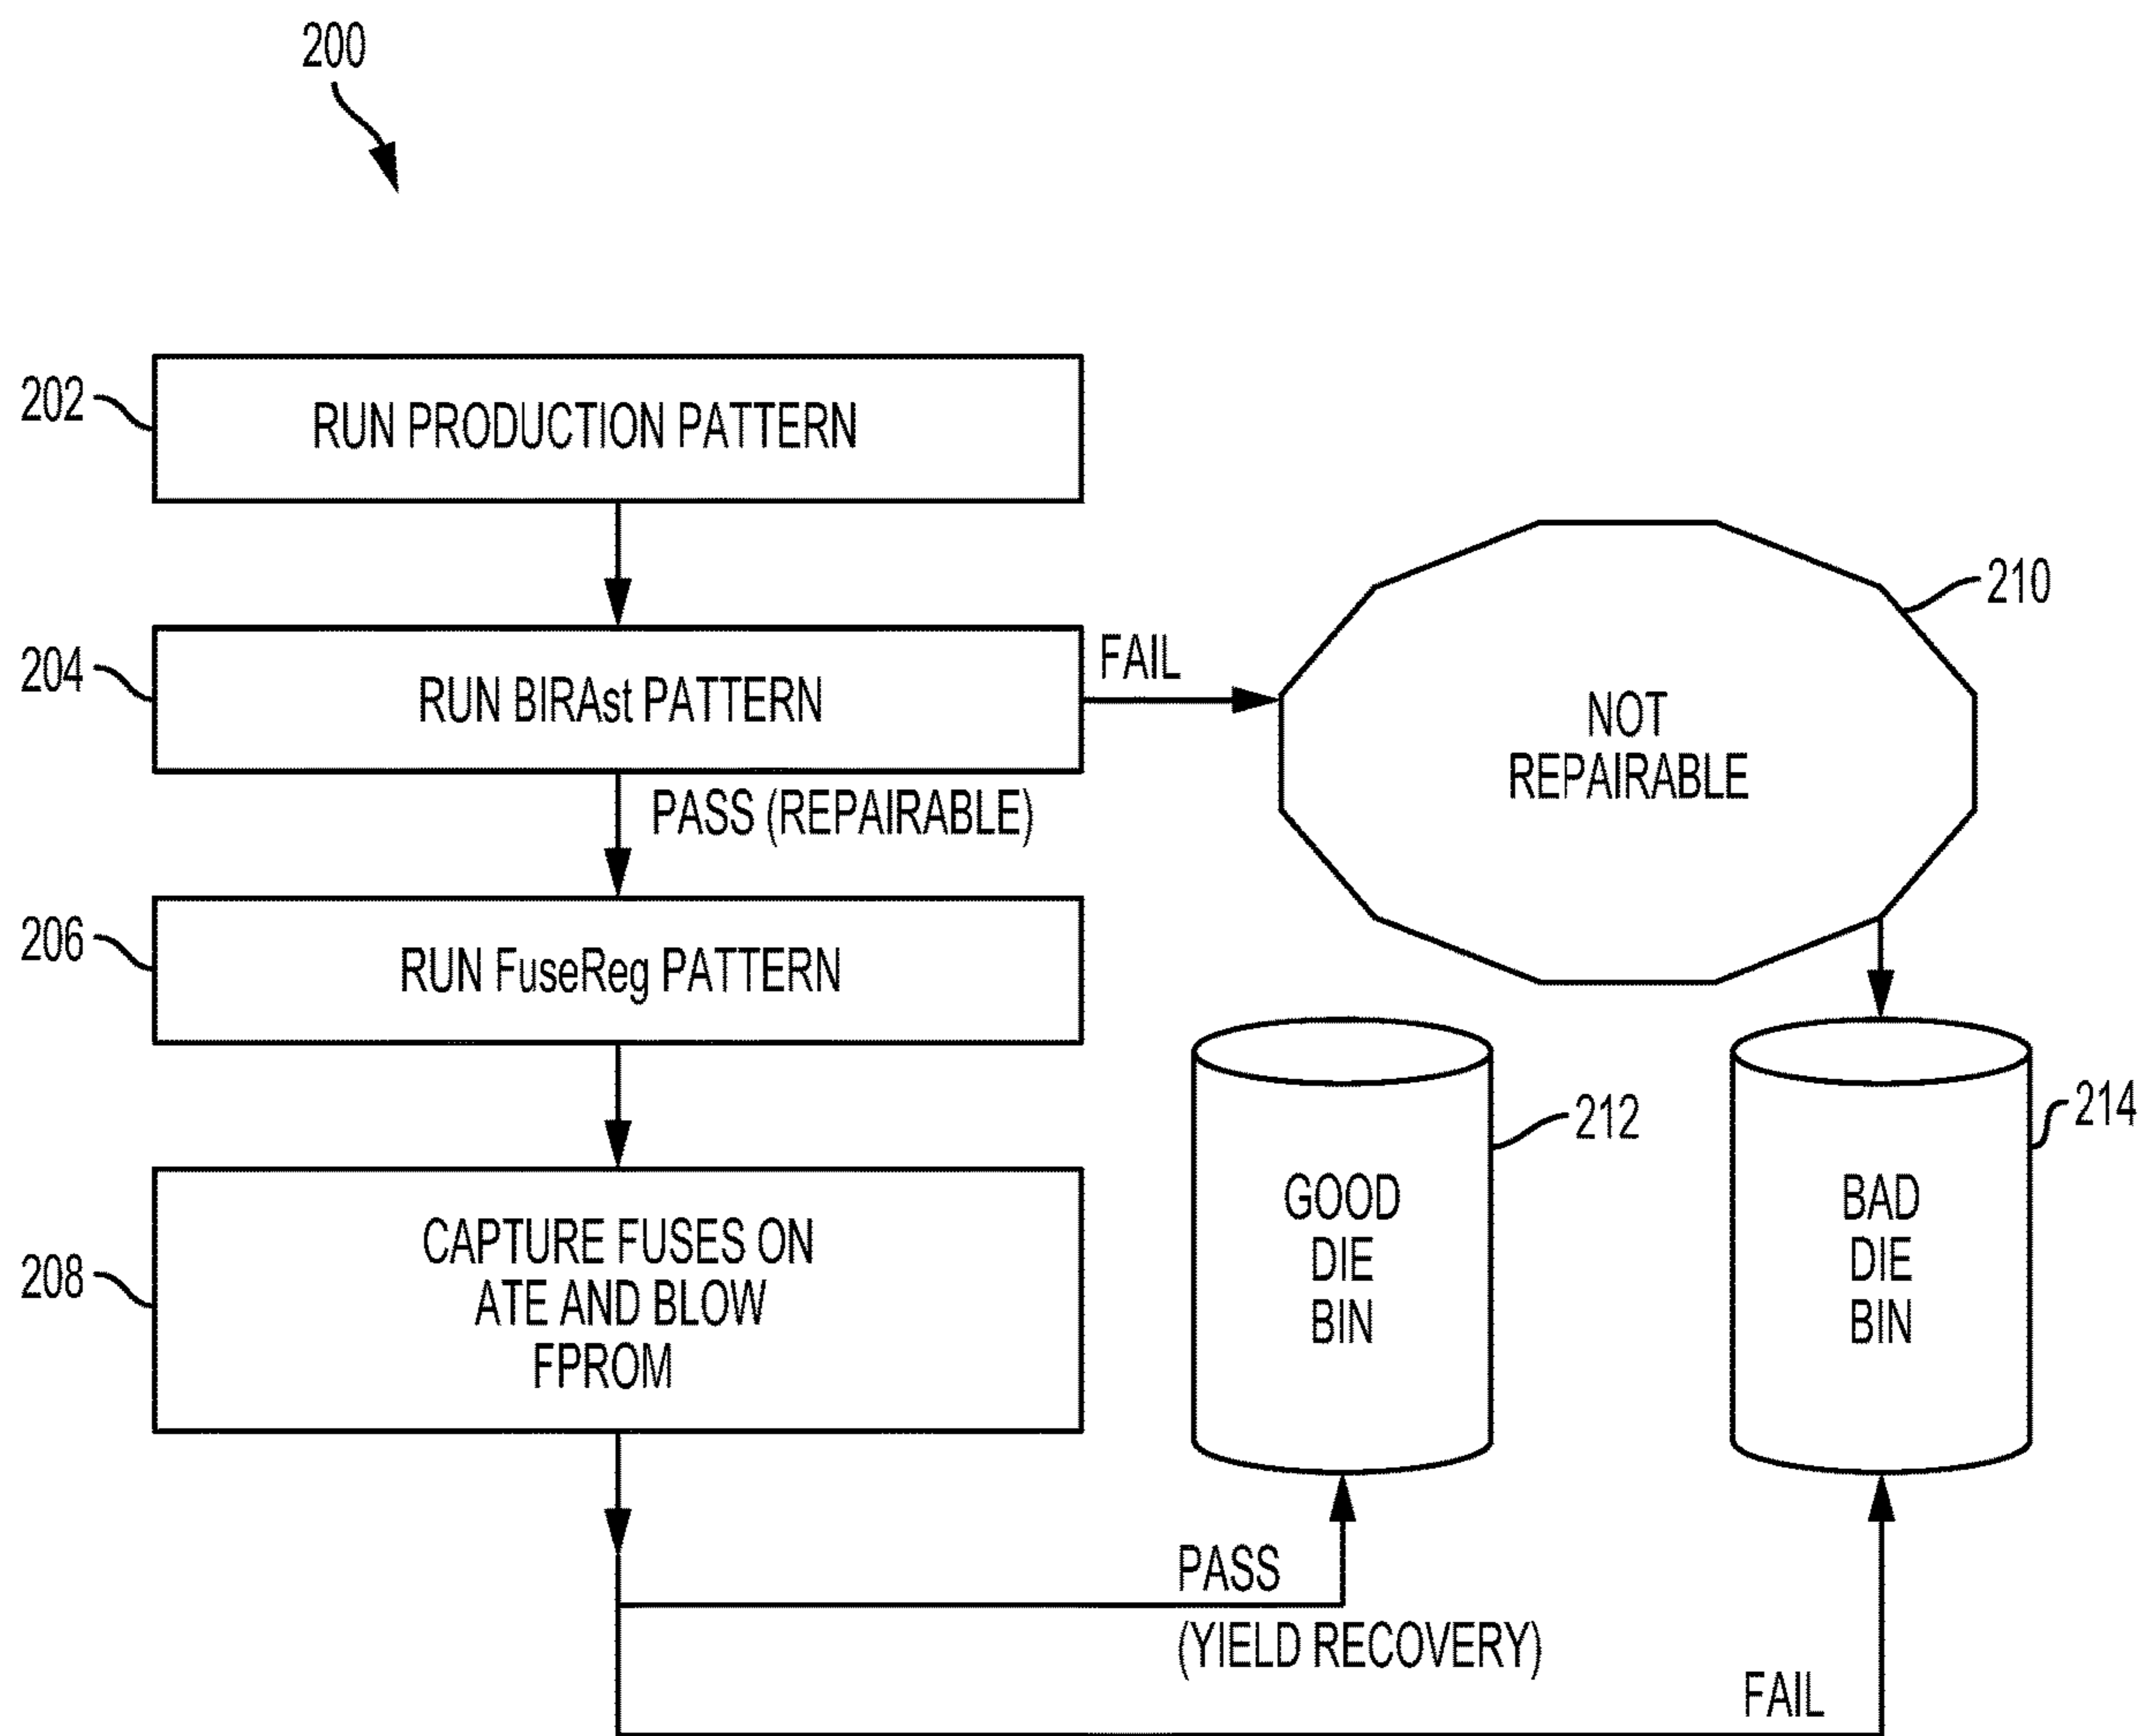 200
202
RUN PRODUCTION PATTERN
204
RUN BIRAst PATTERN
FAIL
NOT
REPAIRABLE
210
PASS (REPAIRABLE)
206
RUN FuseReg PATTERN
208
CAPTURE FUSES ON
ATE AND BLOW
FPROM
GOOD
DIE
BIN
212
BAD
DIE
BIN
214
PASS
(YIELD RECOVERY)
FAIL